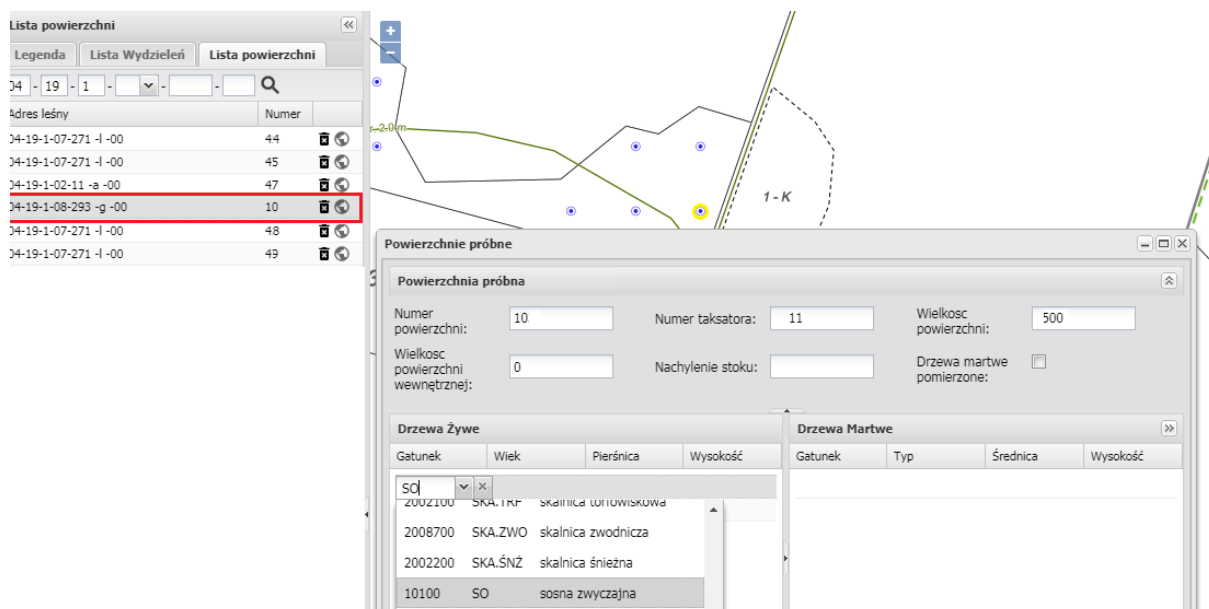 Lista powierzchni
Legenda Lista Wydzieleń Lista powierzchni
04 - 19 - 1 - - -
Adres leśny Numer
04-19-1-07-271 -l -00 44
04-19-1-07-271 -l -00 45
04-19-1-02-11 -a -00 47
04-19-1-08-293 -g -00 10
04-19-1-07-271 -l -00 48
04-19-1-07-271 -l -00 49
r. 2.0 m
1 - K
Powierzchnie próbne
Powierzchnia próbna
Numer powierzchni: 10 Numer taksatora: 11 Wielkosc powierzchni: 500
Wielkosc powierzchni wewnętrznej: 0 Nachylenie stoku: Drzewa martwe pomierzone:
Drzewa Żywe Drzewa Martwe
Gatunek Wiek Pierśnica Wysokość Gatunek Typ Średnica Wysokość
SO
2002100 SKA.TRF skalnica torfowiskowa
2008700 SKA.ZWO skalnica zwodnicza
2002200 SKA.ŚNŻ skalnica śnieżna
10100 SO sosna zwyczajna